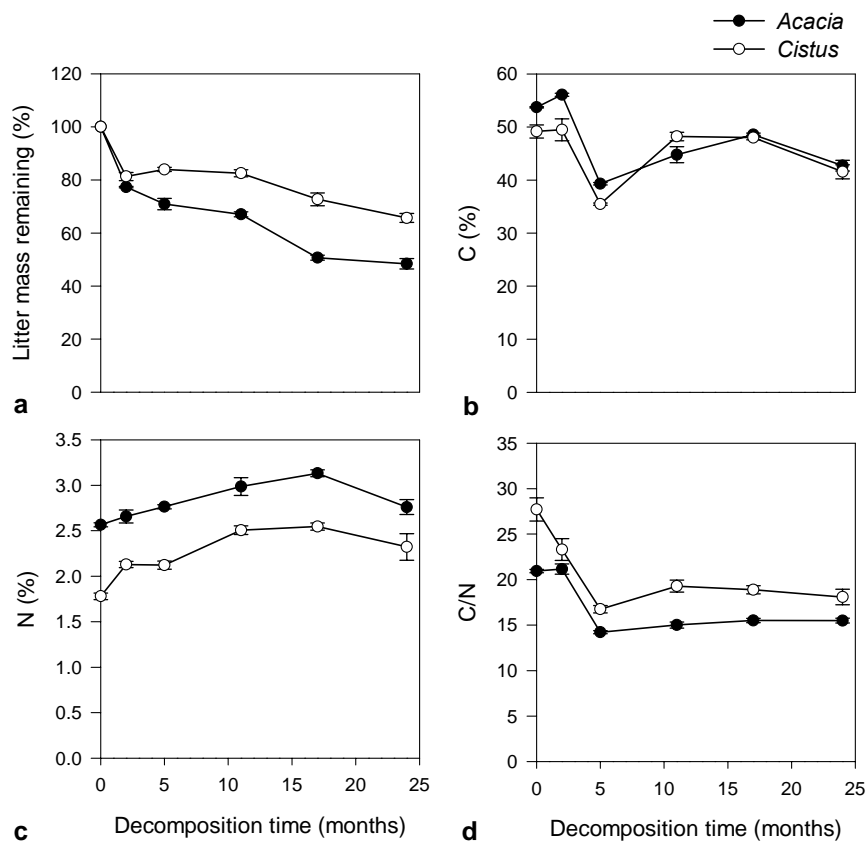 Acacia
Cistus
120
100
80
60
40
20
0
Litter mass remaining (%)
a
60
50
40
30
20
10
0
C (%)
b
3.5
3.0
2.5
2.0
1.5
1.0
0.5
0.0
N (%)
0 5 10 15 20 25
Decomposition time (months)
c
35
30
25
20
15
10
5
0
C/N
0 5 10 15 20 25
Decomposition time (months)
d